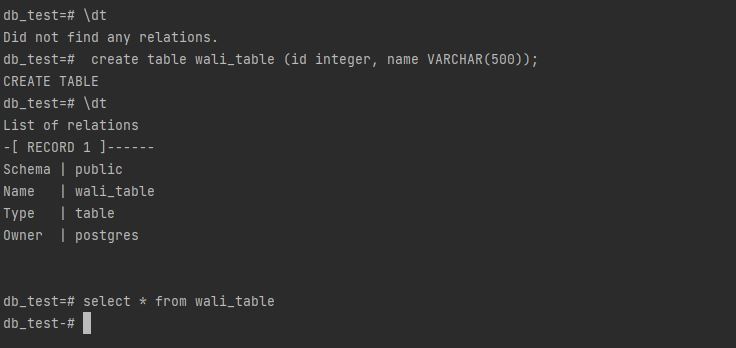 db_test=# \dt
Did not find any relations.
db_test=#  create table wali_table (id integer, name VARCHAR(500));
CREATE TABLE
db_test=# \dt
List of relations
-[ RECORD 1 ]------
Schema | public
Name   | wali_table
Type   | table
Owner  | postgres
db_test=# select * from wali_table
db_test-#